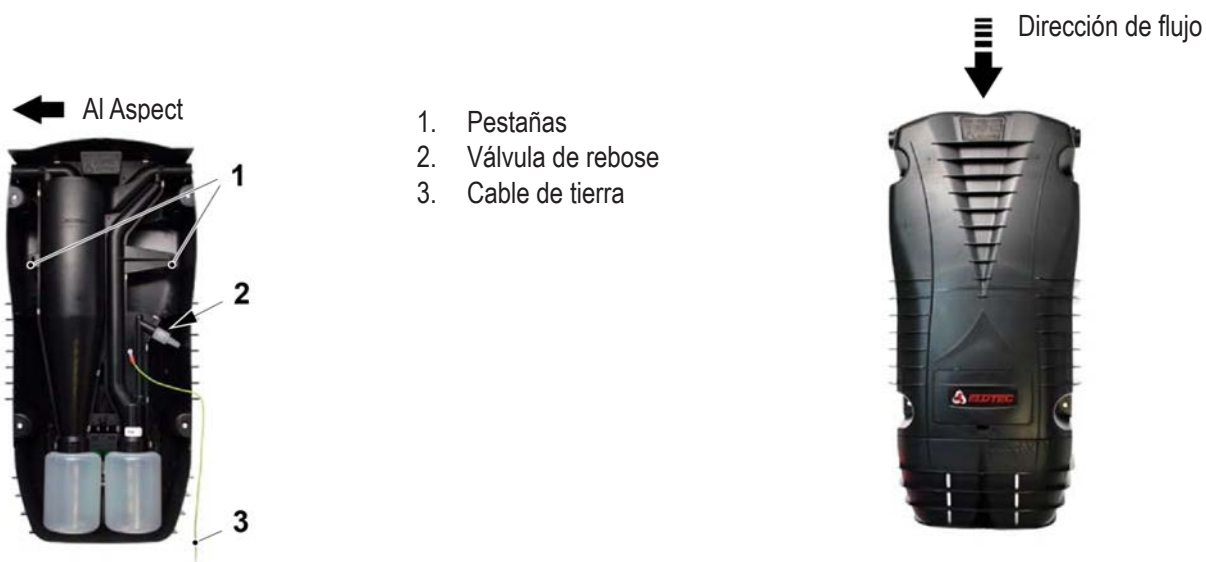 Dirección de flujo
Al Aspect
1. Pestañas
2. Válvula de rebose
3. Cable de tierra
1
2
3